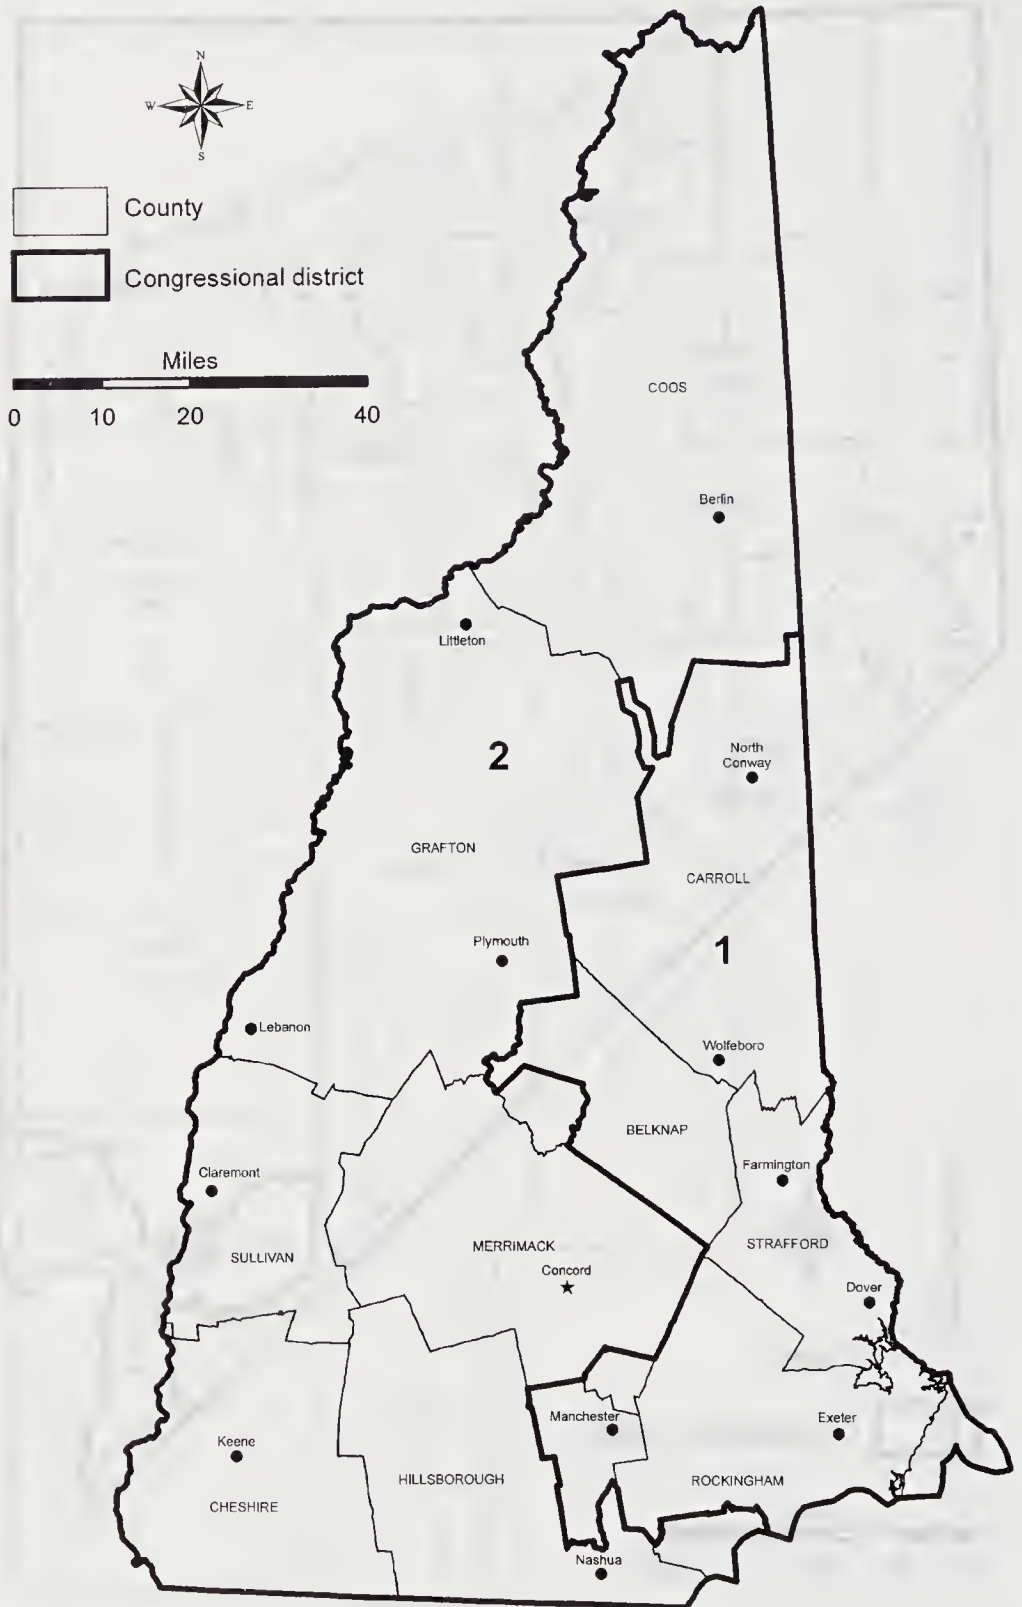 N
W E
S
County
Congressional district
Miles
0 10 20 40
COOS
Berlin
Littleton
2
North
Conway
GRAFTON
CARROLL
1
Plymouth
Lebanon
Wolfeboro
BELKNAP
Farmington
Claremont
STRAFFORD
MERRIMACK
SULLIVAN
Concord
Dover
Manchester
Exeter
Keene
HILLSBOROUGH
ROCKINGHAM
CHESHIRE
Nashua